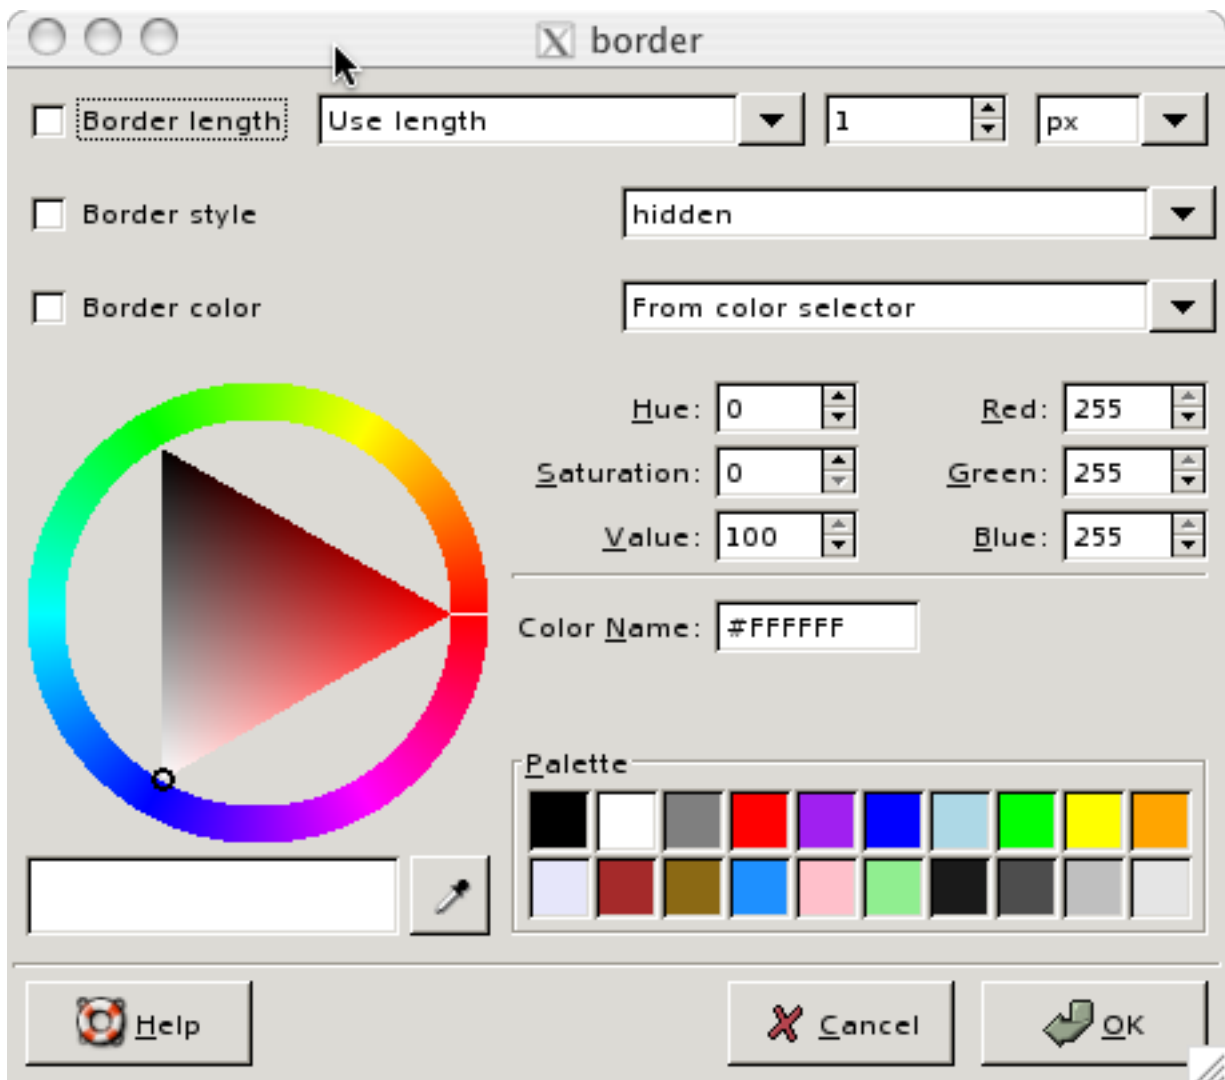 border
Border length Use length 1 px
Border style hidden
Border color From color selector
Hue: 0 Red: 255
Saturation: 0 Green: 255
Value: 100 Blue: 255
Color Name: #FFFFFF
Palette
Help Cancel OK